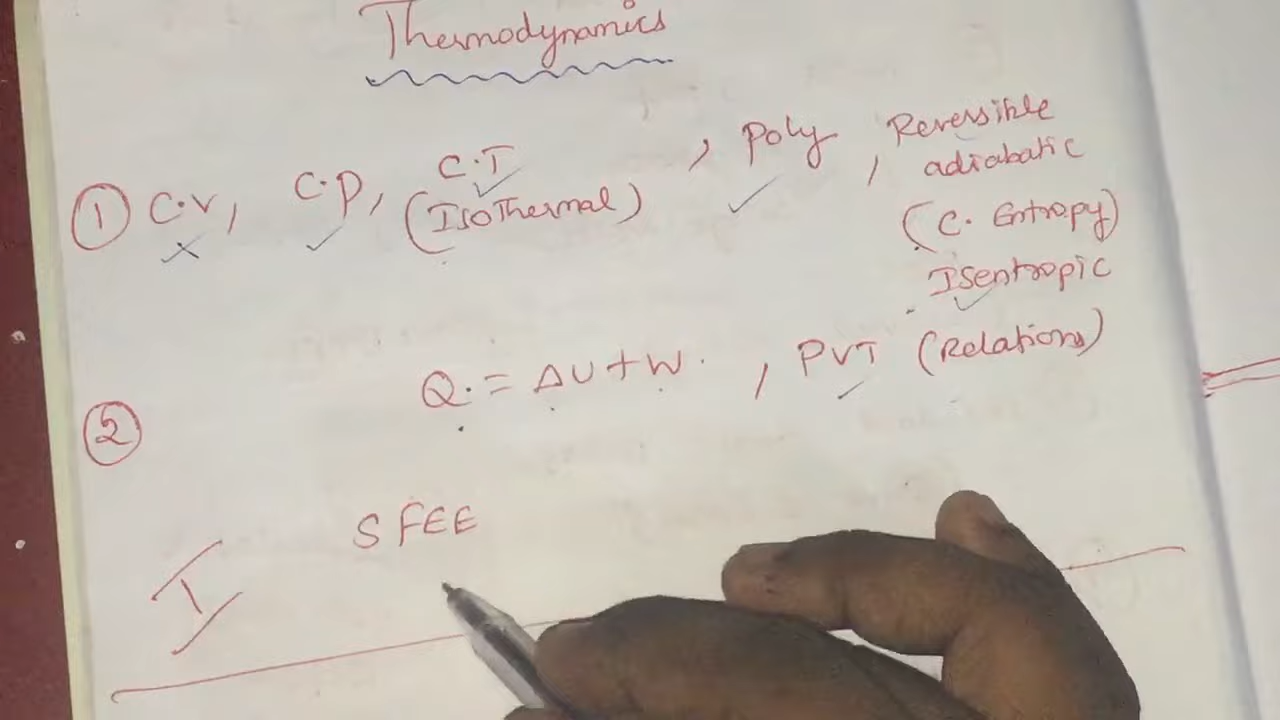 Thermodynamics
① C.V, C.P, C.T (Isothermal), Poly, Reversible adiabatic
(C. Entropy)
Isentropic
② Q. = ΔU + W. , PVT (Relations)
I SFEE